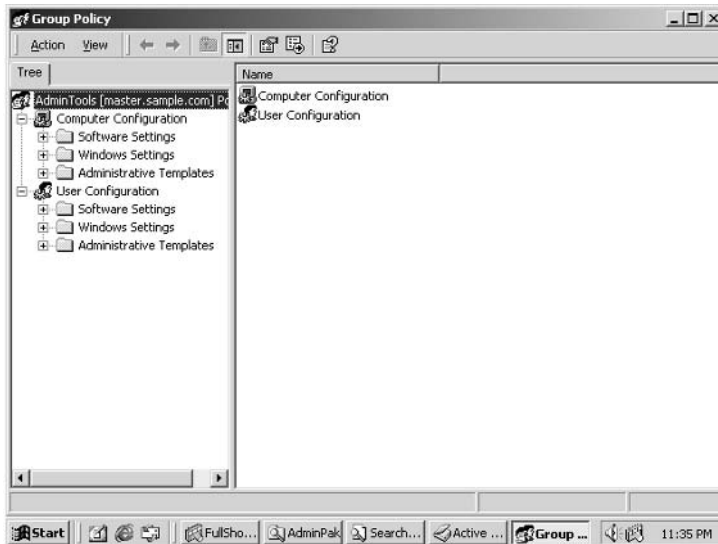 Group Policy
Action View
Tree
Name
AdminTools [master.sample.com] Po
Computer Configuration
Software Settings
Windows Settings
Administrative Templates
User Configuration
Software Settings
Windows Settings
Administrative Templates
Computer Configuration
User Configuration
Start FullSho... AdminPak Search... Active ... Group ... 11:35 PM